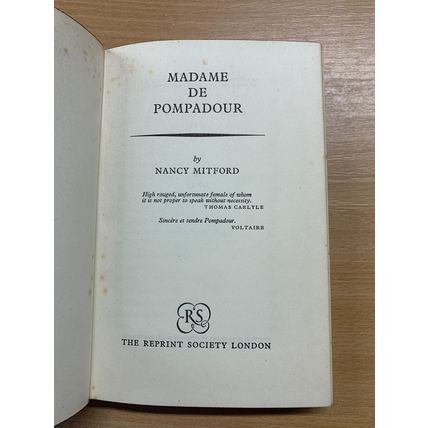 MADAME
DE
POMPADOUR
by
NANCY MITFORD
High rouged, unfortunate female of whom
it is not proper to speak without necessity.
THOMAS CARLYLE
Sincère et tendre Pompadour.
VOLTAIRE
RS
THE REPRINT SOCIETY LONDON